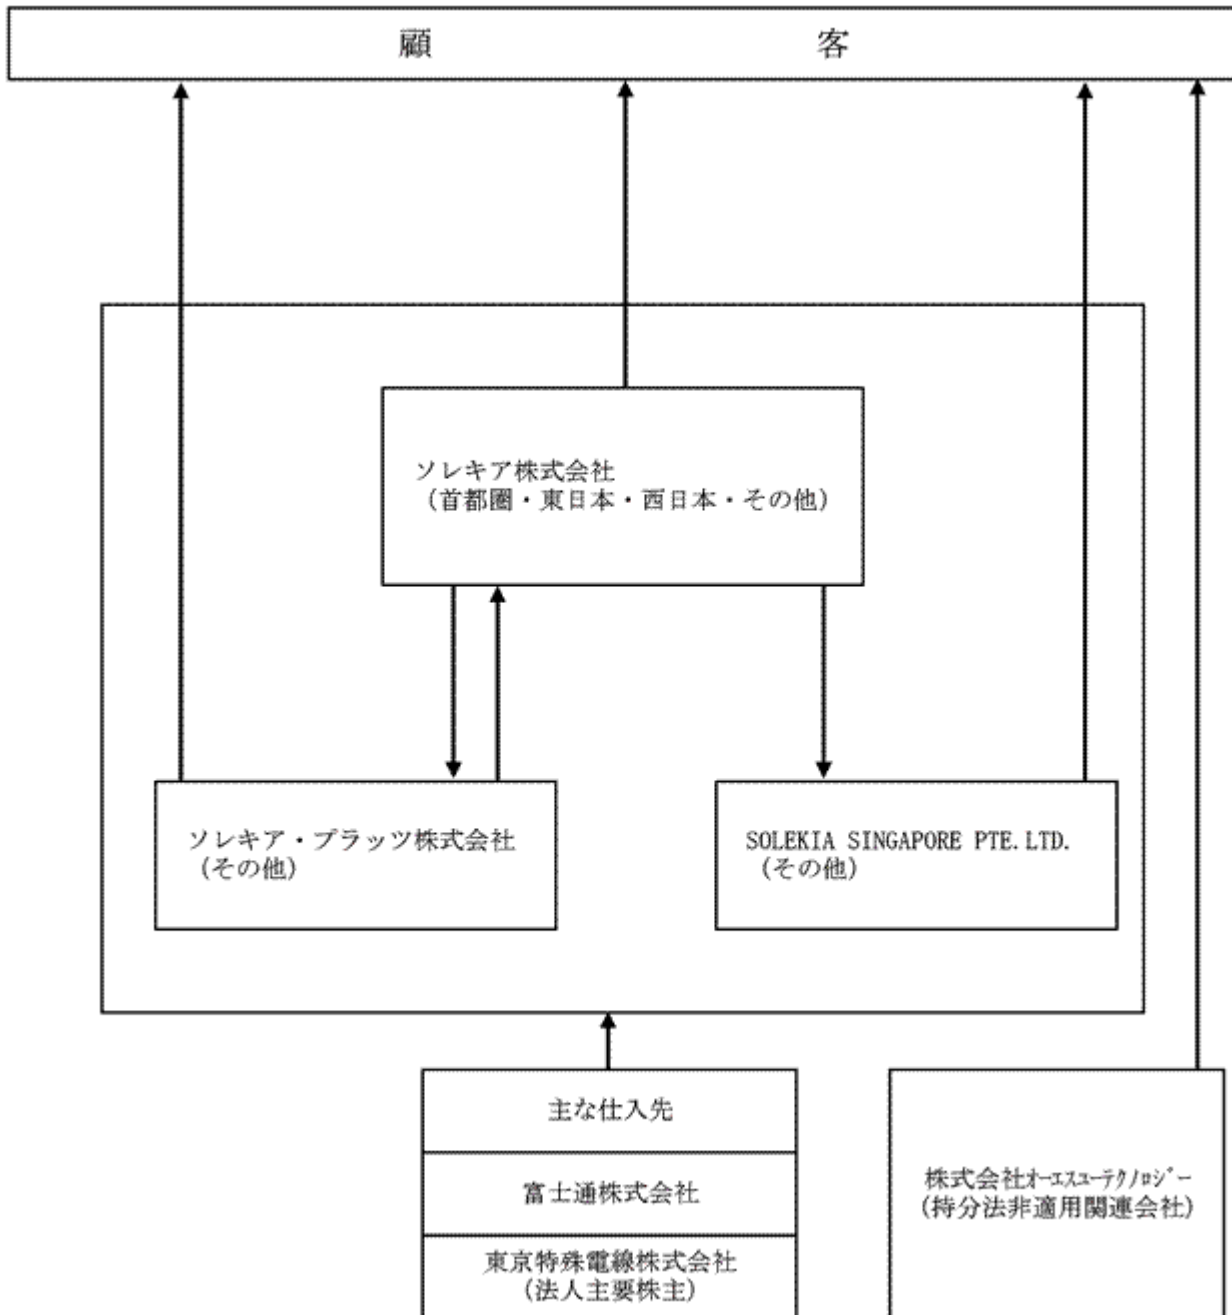 顧 客
ソレキア株式会社
(首都圏・東日本・西日本・その他)
ソレキア・プラッツ株式会社
(その他)
SOLEKIA SINGAPORE PTE.LTD.
(その他)
主な仕入先
富士通株式会社
東京特殊電線株式会社
(法人主要株主)
株式会社ｵｰｴｽﾕｰﾃｸﾉﾛｼﾞｰ
(持分法非適用関連会社)